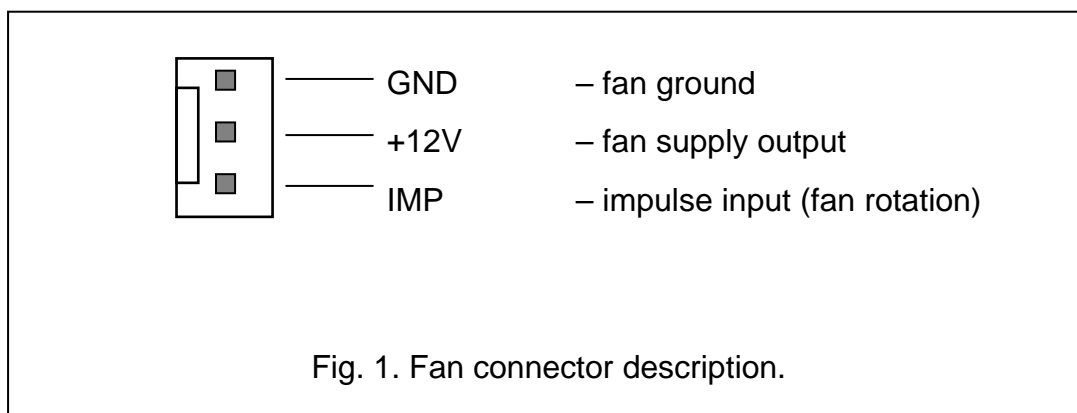 GND – fan ground
+12V – fan supply output
IMP – impulse input (fan rotation)
Fig. 1. Fan connector description.